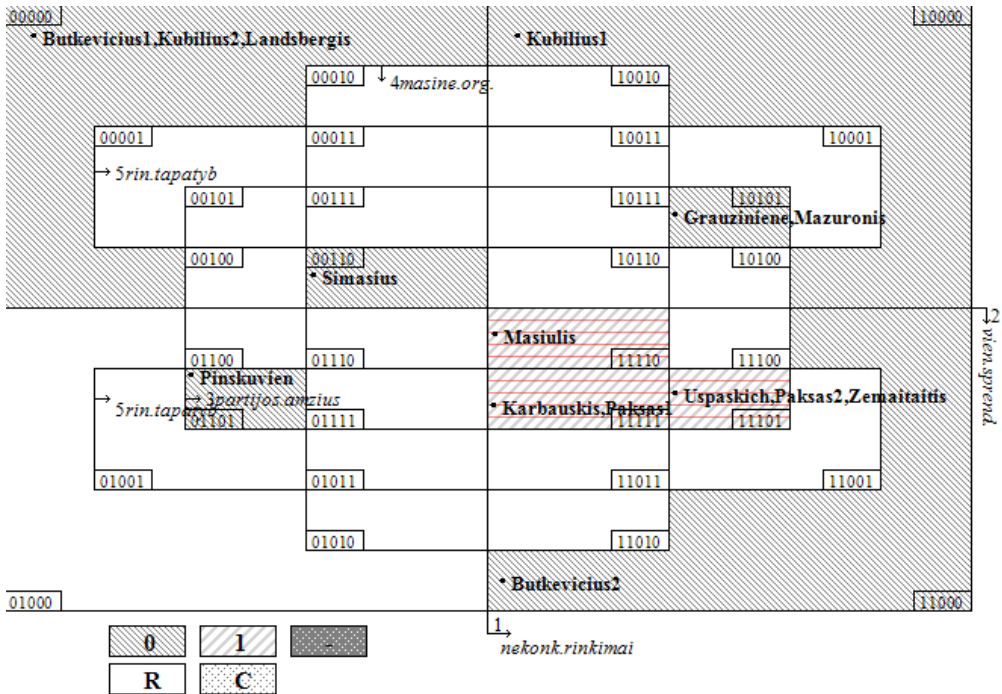 00000
10000
Butkevicius1,Kubilius2,Landsbergis
Kubilius1
00010
4masine.org.
10010
00001
00011
10011
10001
5rin.tapatyb
00101
00111
10111
10101
Grauziniene,Mazuronis
00100
00110
10110
10100
Simasius
2
vien.sprend.
Masiulis
01100
01110
11110
11100
Pinskuvien
3partijos.amzius
5rin.tapatyb
Uspaskich,Paksas2,Zemaitaitis
Karbauskis,Paksas1
01101
01111
11111
11101
01001
01011
11011
11001
01010
11010
Butkevicius2
01000
11000
1
nekonk.rinkimai
0
1
-
R
C